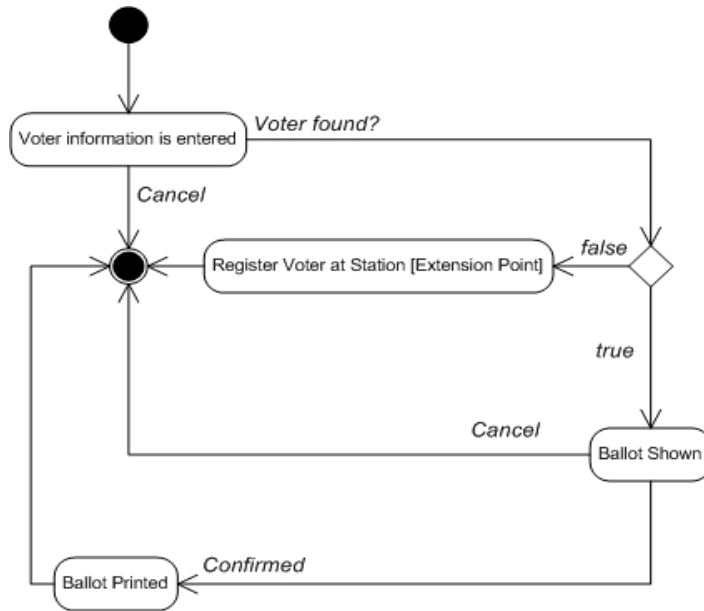 Voter information is entered
Voter found?
Cancel
Register Voter at Station [Extension Point]
false
true
Cancel
Ballot Shown
Confirmed
Ballot Printed